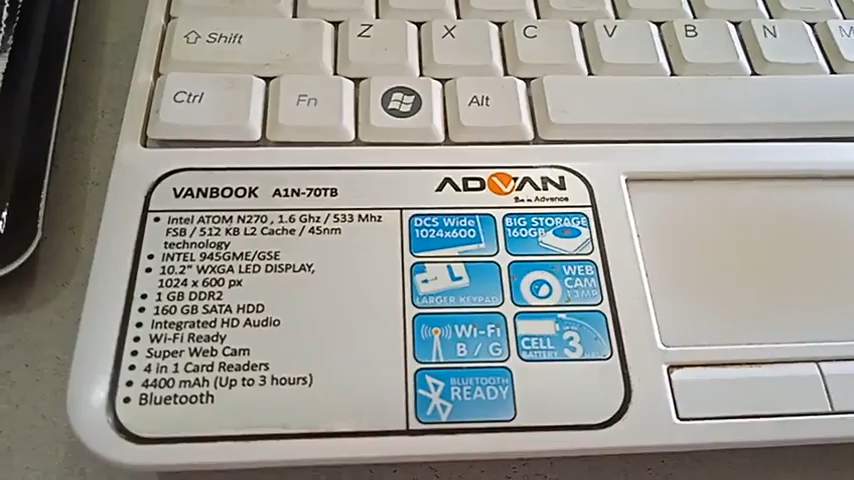 Shift
Z
X
C
V
B
N
M
Ctrl
Fn
Alt
VANBOOK A1N-70TB
ADVAN
Intel ATOM N270 , 1.6 Ghz / 533 Mhz
FSB / 512 KB L2 Cache / 45nm
technology
INTEL 945GME/GSE
10.2" WXGA LED DISPLAY,
1024 x 600 px
1 GB DDR2
160 GB SATA HDD
Integrated HD Audio
Wi-Fi Ready
Super Web Cam
4 in 1 Card Readers
4400 mAh (Up to 3 hours)
Bluetooth
DCS Wide
1024x600
BIG STORAGE
160GB
LARGER KEYPAD
WEB
CAM
1.3MP
Wi-Fi
B / G
CELL
BATTERY
3
BLUETOOTH
READY